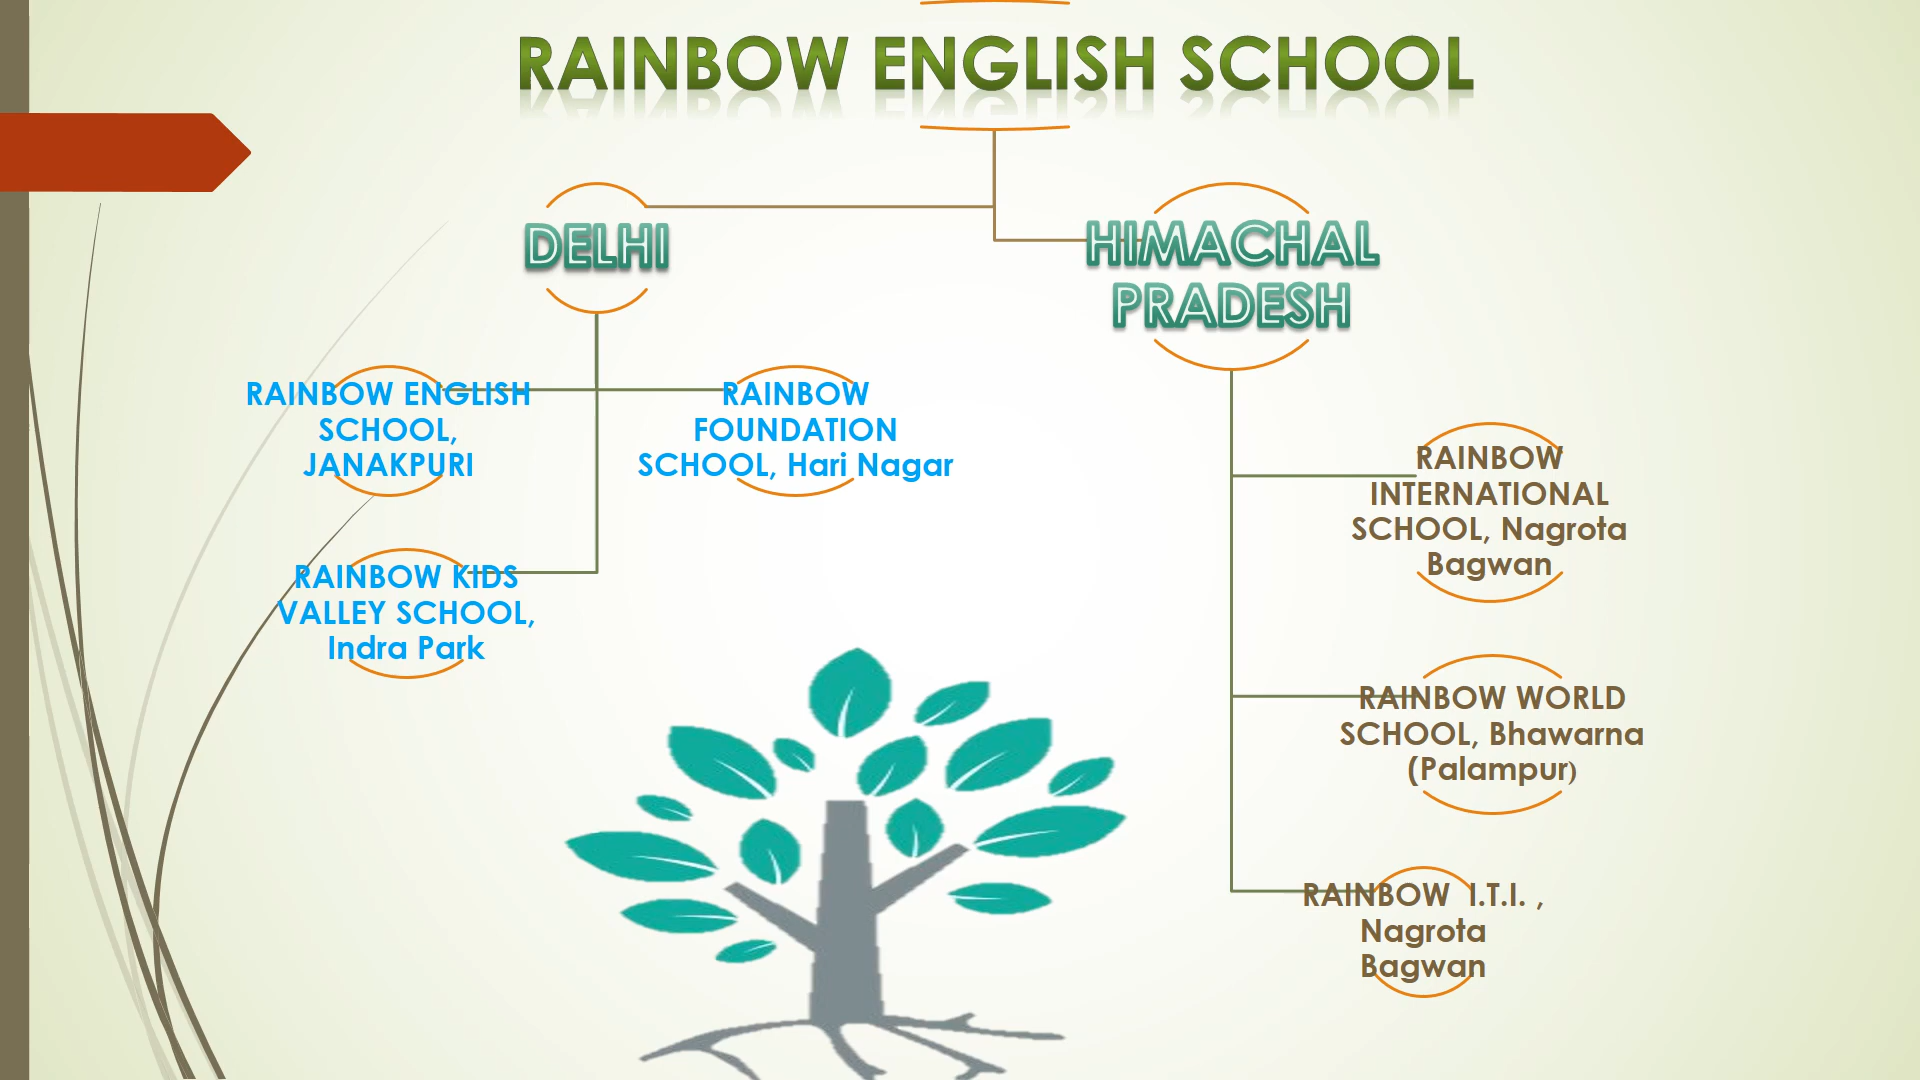 RAINBOW ENGLISH SCHOOL
DELHI
HIMACHAL
PRADESH
RAINBOW ENGLISH
SCHOOL,
JANAKPURI
RAINBOW
FOUNDATION
SCHOOL, Hari Nagar
RAINBOW KIDS
VALLEY SCHOOL,
Indra Park
RAINBOW
INTERNATIONAL
SCHOOL, Nagrota
Bagwan
RAINBOW WORLD
SCHOOL, Bhawarna
(Palampur)
RAINBOW  I.T.I. ,
Nagrota
Bagwan